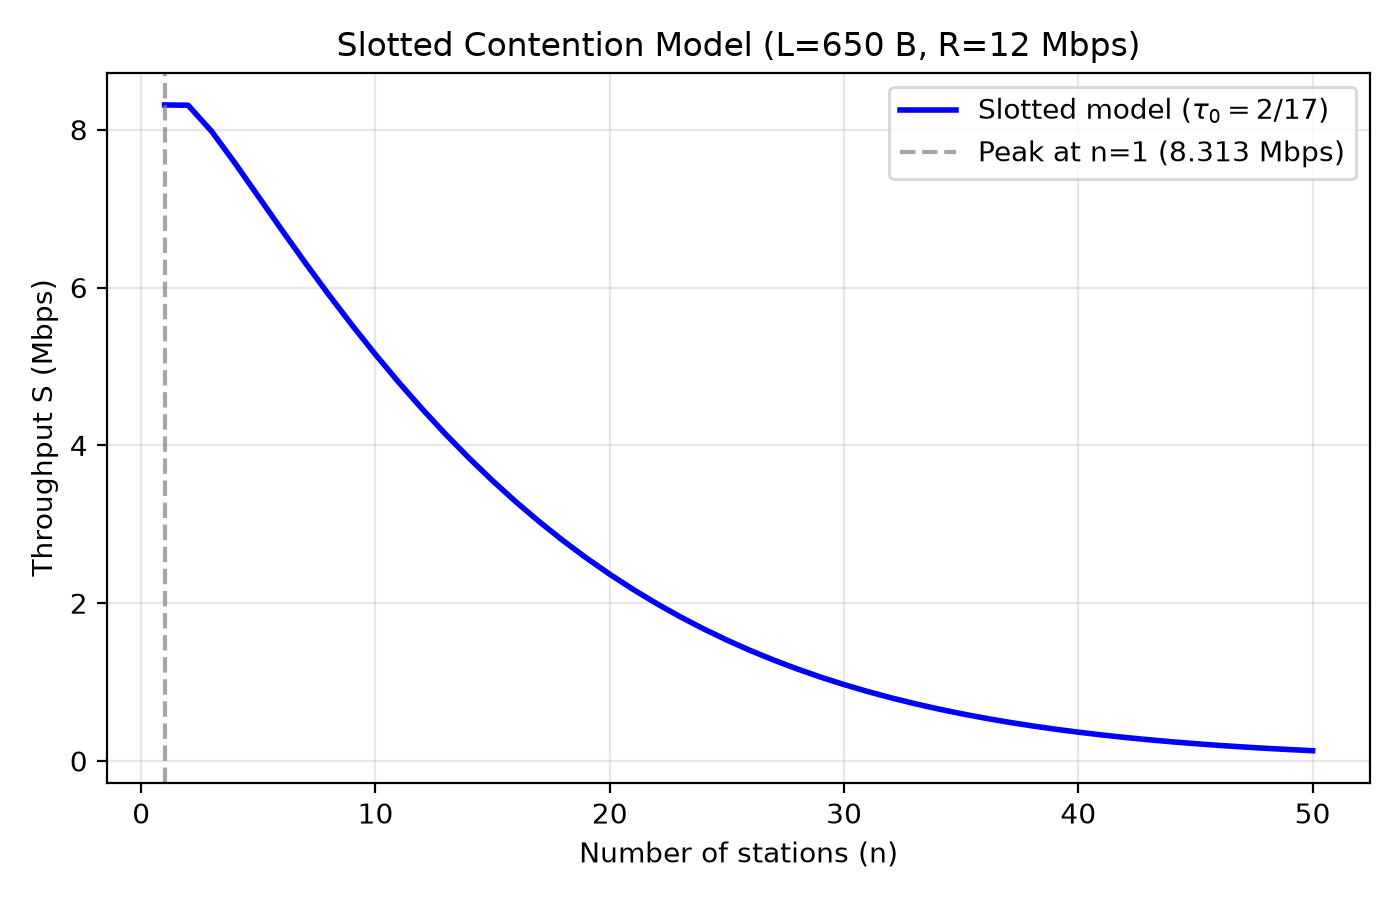 Slotted Contention Model (L=650 B, R=12 Mbps)
Slotted model (τ₀ = 2/17)
Peak at n=1 (8.313 Mbps)
Throughput S (Mbps)
8
6
4
2
0
0 10 20 30 40 50
Number of stations (n)